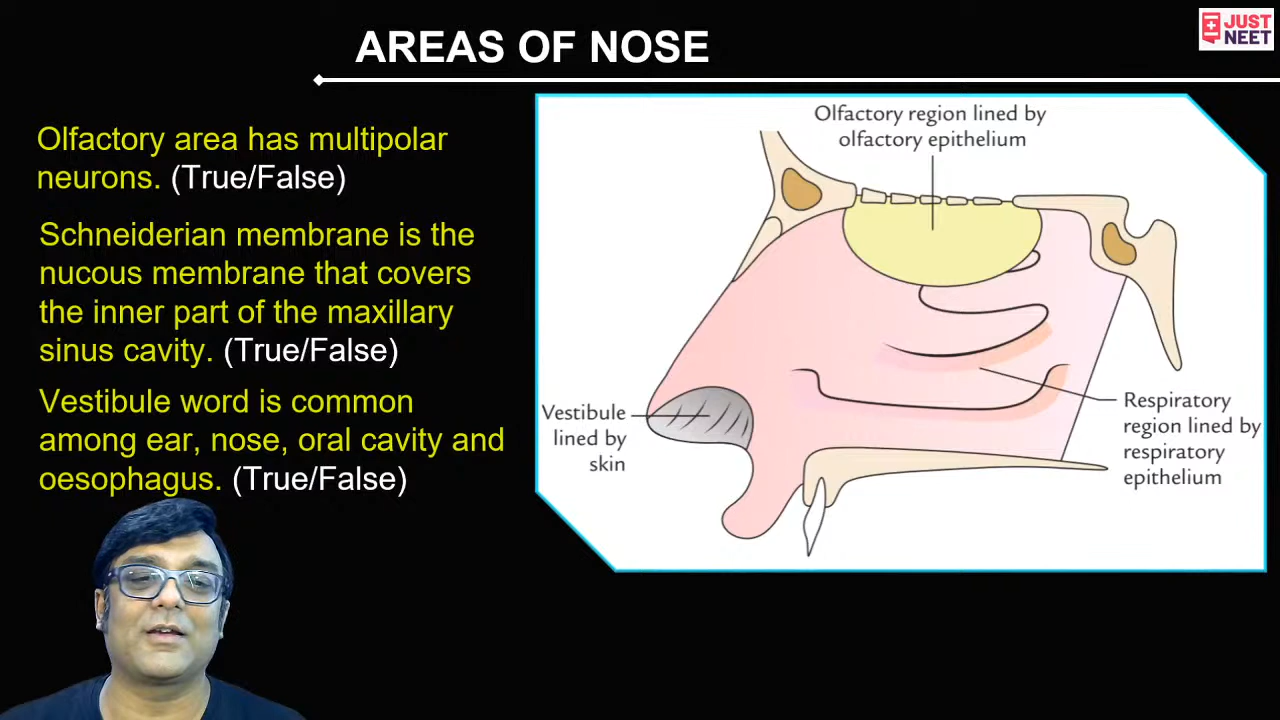 AREAS OF NOSE
JUST
NEET
Olfactory area has multipolar
neurons. (True/False)
Schneiderian membrane is the
nucous membrane that covers
the inner part of the maxillary
sinus cavity. (True/False)
Vestibule word is common
among ear, nose, oral cavity and
oesophagus. (True/False)
Olfactory region lined by
olfactory epithelium
Vestibule
lined by
skin
Respiratory
region lined by
respiratory
epithelium